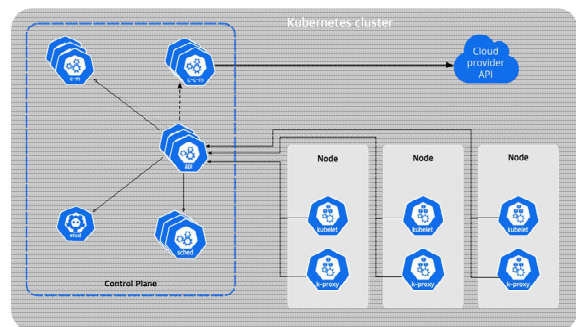 Kubernetes cluster
Cloud
provider
API
c-m
c-c-m
api
etcd
sched
Control Plane
Node
Node
Node
kubelet
kubelet
kubelet
k-proxy
k-proxy
k-proxy